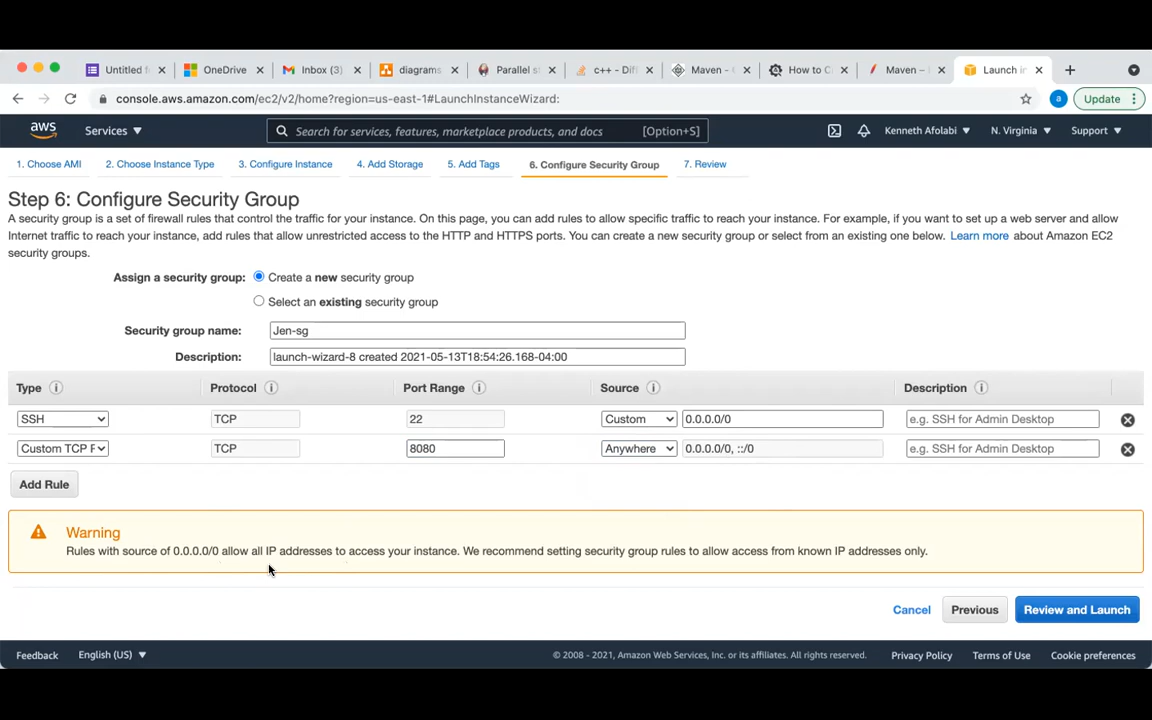 Untitled f
OneDrive
Inbox (3)
diagrams
Parallel s
c++ - Dif
Maven -
How to C
Maven –
Launch in
console.aws.amazon.com/ec2/v2/home?region=us-east-1#LaunchInstanceWizard:
a
Update
aws
Services
Search for services, features, marketplace products, and docs
[Option+S]
Kenneth Afolabi
N. Virginia
Support
1. Choose AMI
2. Choose Instance Type
3. Configure Instance
4. Add Storage
5. Add Tags
6. Configure Security Group
7. Review
Step 6: Configure Security Group
A security group is a set of firewall rules that control the traffic for your instance. On this page, you can add rules to allow specific traffic to reach your instance. For example, if you want to set up a web server and allow
Internet traffic to reach your instance, add rules that allow unrestricted access to the HTTP and HTTPS ports. You can create a new security group or select from an existing one below. Learn more about Amazon EC2
security groups.
Assign a security group:
Create a new security group
Select an existing security group
Security group name:
Jen-sg
Description:
launch-wizard-8 created 2021-05-13T18:54:26.168-04:00
Type
Protocol
Port Range
Source
Description
SSH
TCP
22
Custom
0.0.0.0/0
e.g. SSH for Admin Desktop
Custom TCP F
TCP
8080
Anywhere
0.0.0.0/0, ::/0
e.g. SSH for Admin Desktop
Add Rule
Warning
Rules with source of 0.0.0.0/0 allow all IP addresses to access your instance. We recommend setting security group rules to allow access from known IP addresses only.
Cancel
Previous
Review and Launch
Feedback
English (US)
© 2008 - 2021, Amazon Web Services, Inc. or its affiliates. All rights reserved.
Privacy Policy
Terms of Use
Cookie preferences